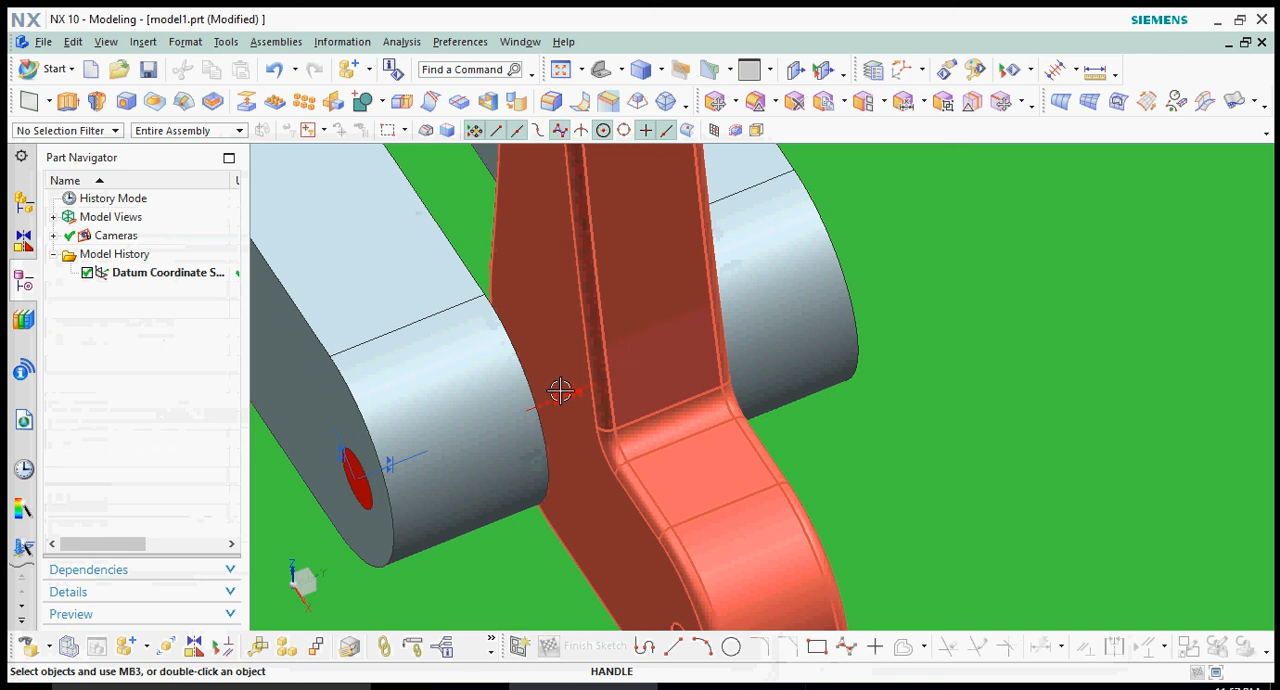 NX NX 10 - Modeling - [model1.prt (Modified) ] SIEMENS
File Edit View Insert Format Tools Assemblies Information Analysis Preferences Window Help
Start Find a Command
No Selection Filter Entire Assembly
Part Navigator
Name
History Mode
Model Views
Cameras
Model History
Datum Coordinate S...
Dependencies
Details
Preview
Z
Y
X
Finish Sketch
Select objects and use MB3, or double-click an object HANDLE